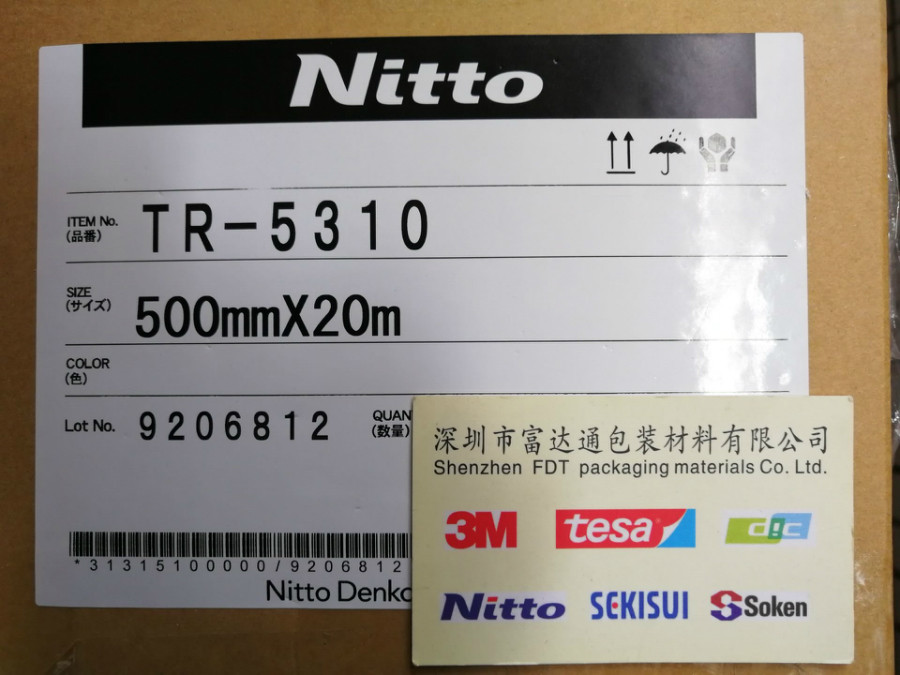 Nitto
ITEM No.
(品番)
TR-5310
SIZE
(サイズ)
500mmX20m
COLOR
(色)
Lot No. 9206812
QUAN
(数量)
*31315100000/9206812
Nitto Denko
深圳市富达通包装材料有限公司
Shenzhen FDT packaging materials Co. Ltd.
3M tesa dic
Nitto SEKISUI Soken